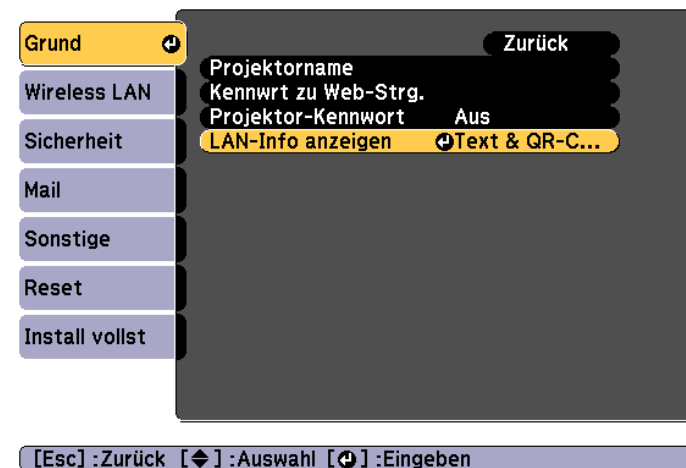 Grund
Zurück
Projektorname
Wireless LAN
Kennwrt zu Web-Strg.
Projektor-Kennwort Aus
Sicherheit
LAN-Info anzeigen Text & QR-C...
Mail
Sonstige
Reset
Install vollst
[Esc] :Zurück [ ] :Auswahl [ ] :Eingeben